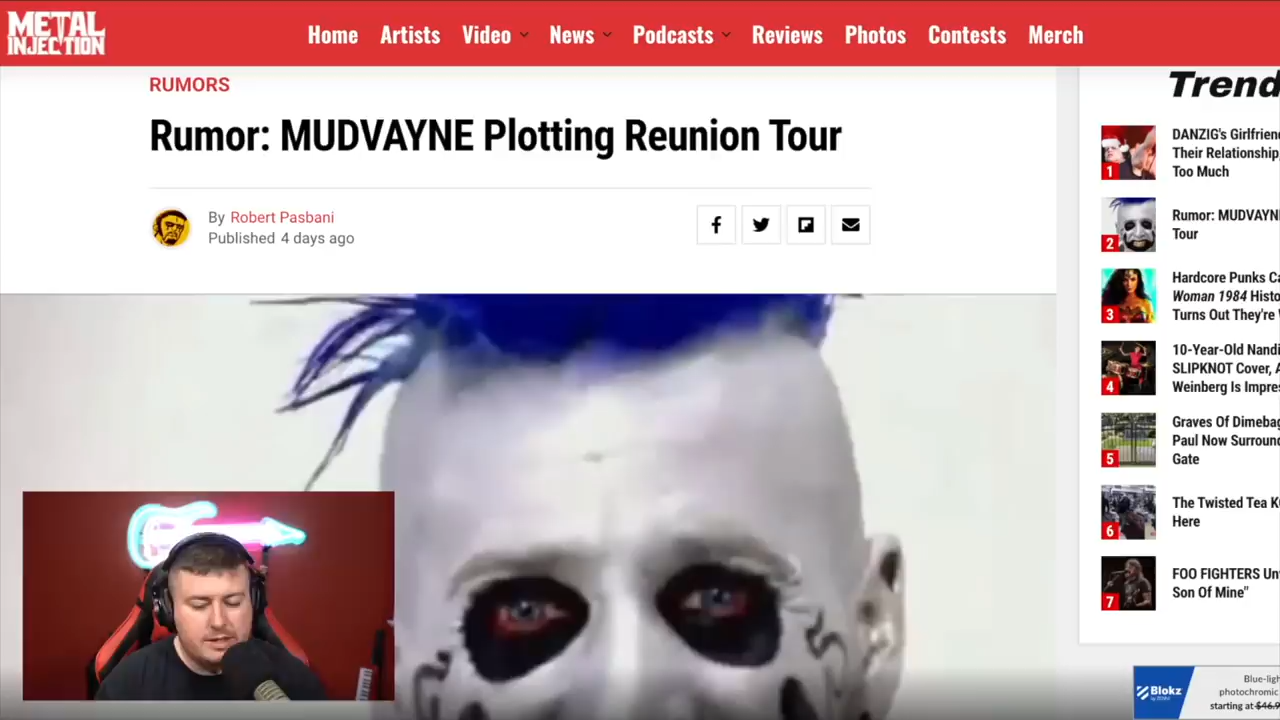 METAL
INJECTION
Home
Artists
Video
News
Podcasts
Reviews
Photos
Contests
Merch
RUMORS
Rumor: MUDVAYNE Plotting Reunion Tour
By Robert Pasbani
Published 4 days ago
Trend
1
DANZIG's Girlfrien
Their Relationship,
Too Much
2
Rumor: MUDVAYN
Tour
3
Hardcore Punks Ca
Woman 1984 Histo
Turns Out They're
4
10-Year-Old Nandi
SLIPKNOT Cover, A
Weinberg Is Impres
5
Graves Of Dimebag
Paul Now Surround
Gate
6
The Twisted Tea K
Here
7
FOO FIGHTERS Un
Son Of Mine"
Blokz
Blue-ligh
photochromic
starting at $46.9